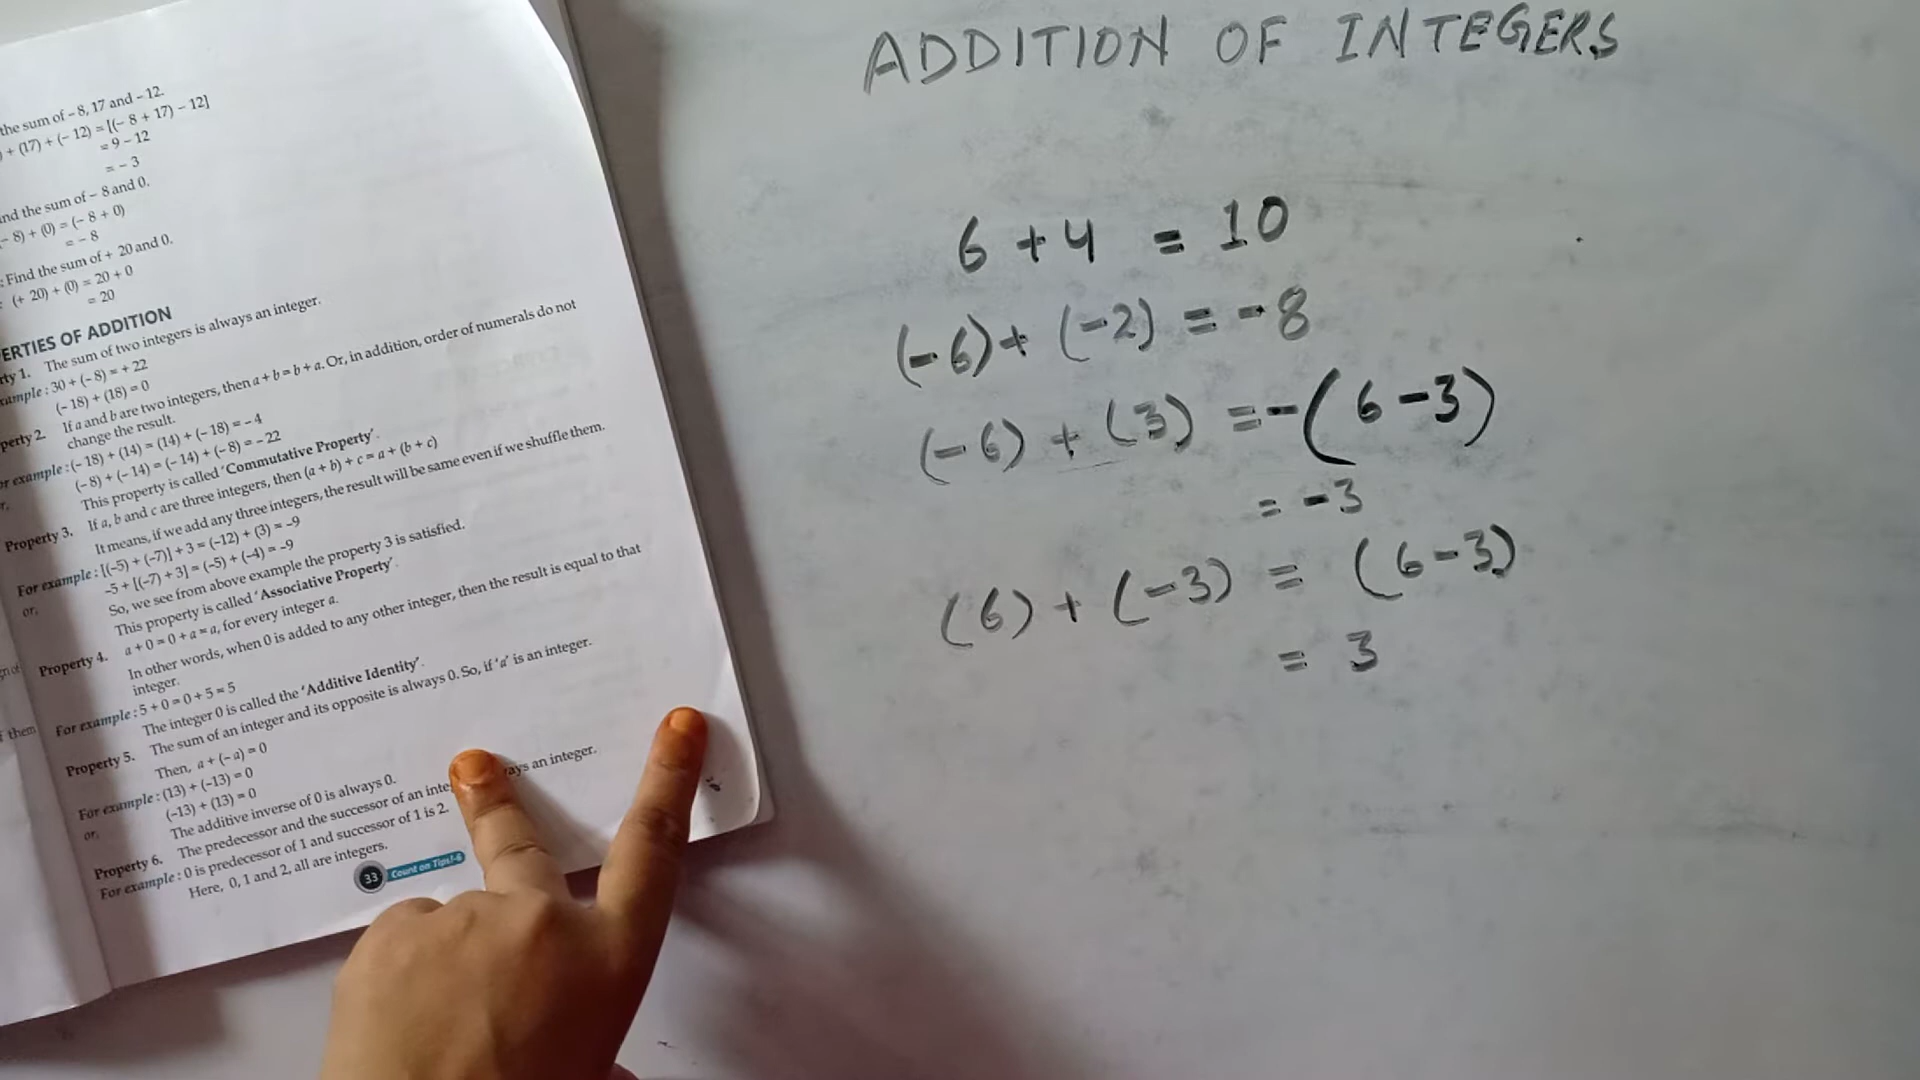 the sum of – 8, 17 and – 12.
+ (17) + (– 12) = [(– 8 + 17) – 12]
= 9 – 12
= – 3
nd the sum of – 8 and 0.
– 8) + (0) = (– 8 + 0)
= – 8
: Find the sum of + 20 and 0.
: (+ 20) + (0) = 20 + 0
= 20
ERTIES OF ADDITION
rty 1. The sum of two integers is always an integer.
ample : 30 + (– 8) = + 22
(– 18) + (18) = 0
perty 2. If a and b are two integers, then a + b = b + a. Or, in addition, order of numerals do not
change the result.
or example : (– 18) + (14) = (14) + (– 18) = – 4
r, (– 8) + (– 14) = (– 14) + (– 8) = – 22
This property is called 'Commutative Property'.
Property 3. If a, b and c are three integers, then (a + b) + c = a + (b + c)
It means, if we add any three integers, the result will be same even if we shuffle them.
For example : [(–5) + (–7)] + 3 = (–12) + (3) = –9
or, –5 + [(–7) + 3] = (–5) + (–4) = –9
So, we see from above example the property 3 is satisfied.
This property is called 'Associative Property'.
Property 4. a + 0 = 0 + a = a, for every integer a.
In other words, when 0 is added to any other integer, then the result is equal to that
integer.
For example : 5 + 0 = 0 + 5 = 5
The integer 0 is called the 'Additive Identity'.
Property 5. The sum of an integer and its opposite is always 0. So, if 'a' is an integer.
Then, a + (– a) = 0
For example : (13) + (–13) = 0
or, (–13) + (13) = 0
The additive inverse of 0 is always 0.
Property 6. The predecessor and the successor of an inte ays an integer.
For example : 0 is predecessor of 1 and successor of 1 is 2.
Here, 0, 1 and 2, all are integers.
33 Count on Tips!-6
f them
ADDITION OF INTEGERS
6 + 4 = 10
(-6) + (-2) = -8
(-6) + (3) = -(6-3)
= -3
(6) + (-3) = (6-3)
= 3